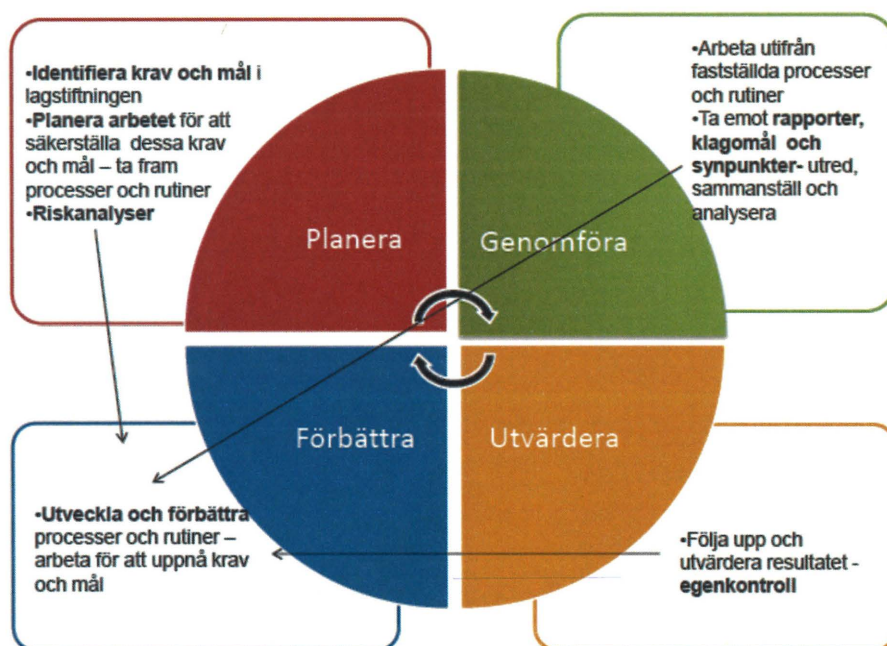 •Identifiera krav och mål i
lagstiftningen
•Planera arbetet för att
säkerställa dessa krav
och mål – ta fram
processer och rutiner
•Riskanalyser
•Arbeta utifrån
fastställda processer
och rutiner
•Ta emot rapporter,
klagomål och
synpunkter- utred,
sammanställ och
analysera
Planera
Genomföra
Förbättra
Utvärdera
•Utveckla och förbättra
processer och rutiner –
arbeta för att uppnå krav
och mål
•Följa upp och
utvärdera resultatet -
egenkontroll